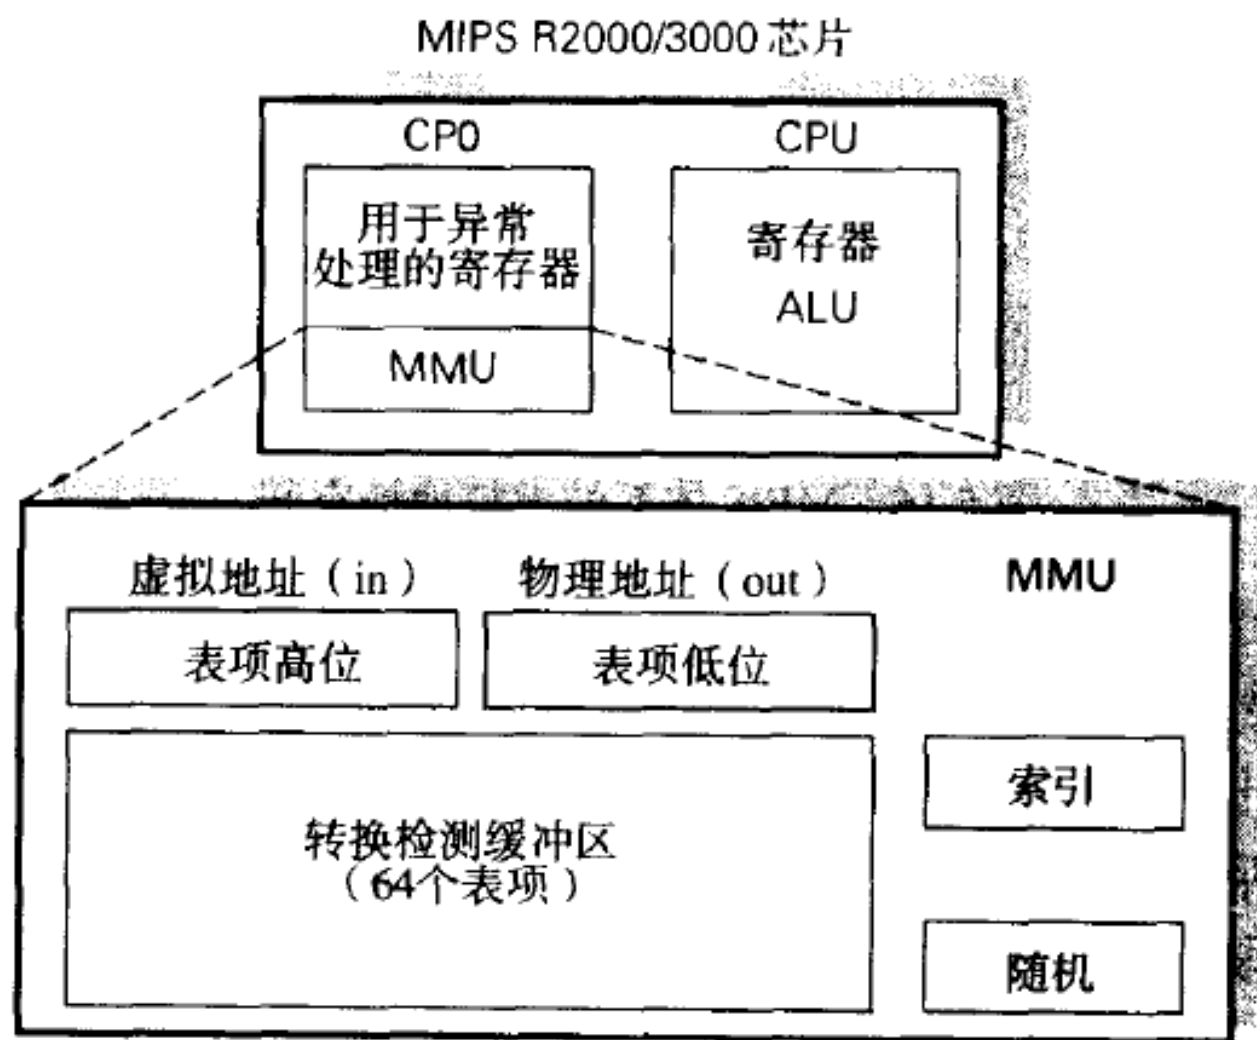 MIPS R2000/3000 芯片
CP0
CPU
用于异常
处理的寄存器
MMU
寄存器
ALU
虚拟地址（in）
物理地址（out）
MMU
表项高位
表项低位
转换检测缓冲区
（64个表项）
索引
随机